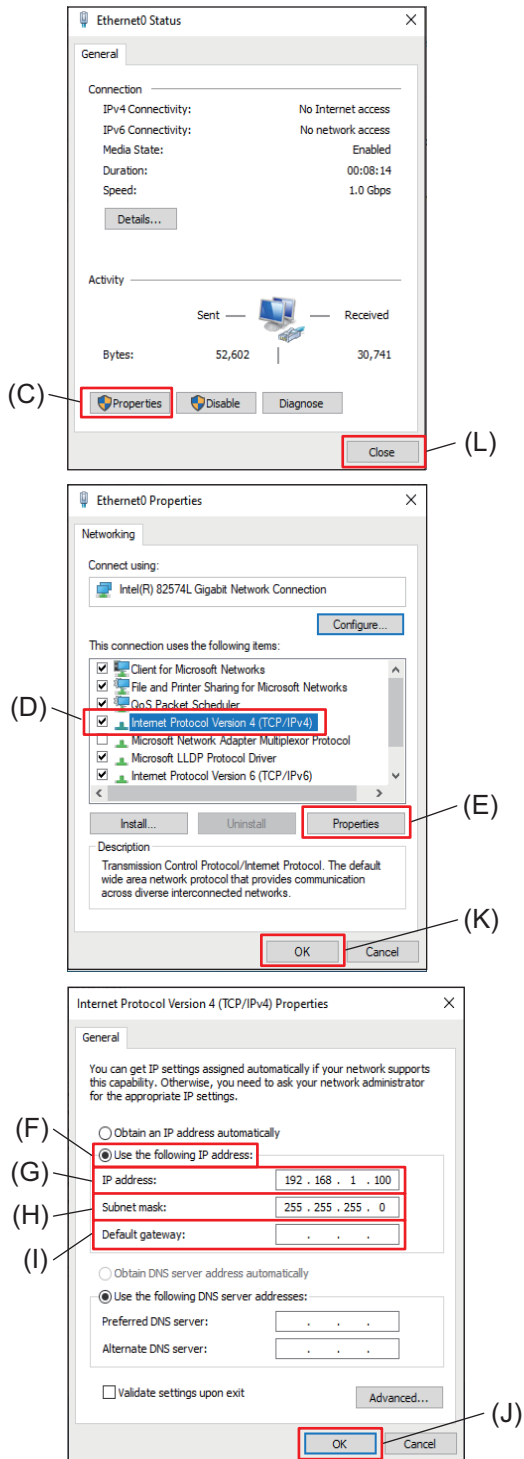 Ethernet0 Status
General
Connection
IPv4 Connectivity: No Internet access
IPv6 Connectivity: No network access
Media State: Enabled
Duration: 00:08:14
Speed: 1.0 Gbps
Details...
Activity
Sent Received
Bytes: 52,602 30,741
(C) Properties Disable Diagnose
Close (L)
Ethernet0 Properties
Networking
Connect using:
Intel(R) 82574L Gigabit Network Connection
Configure...
This connection uses the following items:
Client for Microsoft Networks
File and Printer Sharing for Microsoft Networks
QoS Packet Scheduler
(D) Internet Protocol Version 4 (TCP/IPv4)
Microsoft Network Adapter Multiplexor Protocol
Microsoft LLDP Protocol Driver
Internet Protocol Version 6 (TCP/IPv6)
Install... Uninstall Properties (E)
Description
Transmission Control Protocol/Internet Protocol. The default
wide area network protocol that provides communication
across diverse interconnected networks.
OK Cancel (K)
Internet Protocol Version 4 (TCP/IPv4) Properties
General
You can get IP settings assigned automatically if your network supports
this capability. Otherwise, you need to ask your network administrator
for the appropriate IP settings.
Obtain an IP address automatically
(F) Use the following IP address:
(G) IP address: 192 . 168 . 1 . 100
(H) Subnet mask: 255 . 255 . 255 . 0
(I) Default gateway: . . .
Obtain DNS server address automatically
Use the following DNS server addresses:
Preferred DNS server: . . .
Alternate DNS server: . . .
Validate settings upon exit Advanced...
OK Cancel (J)